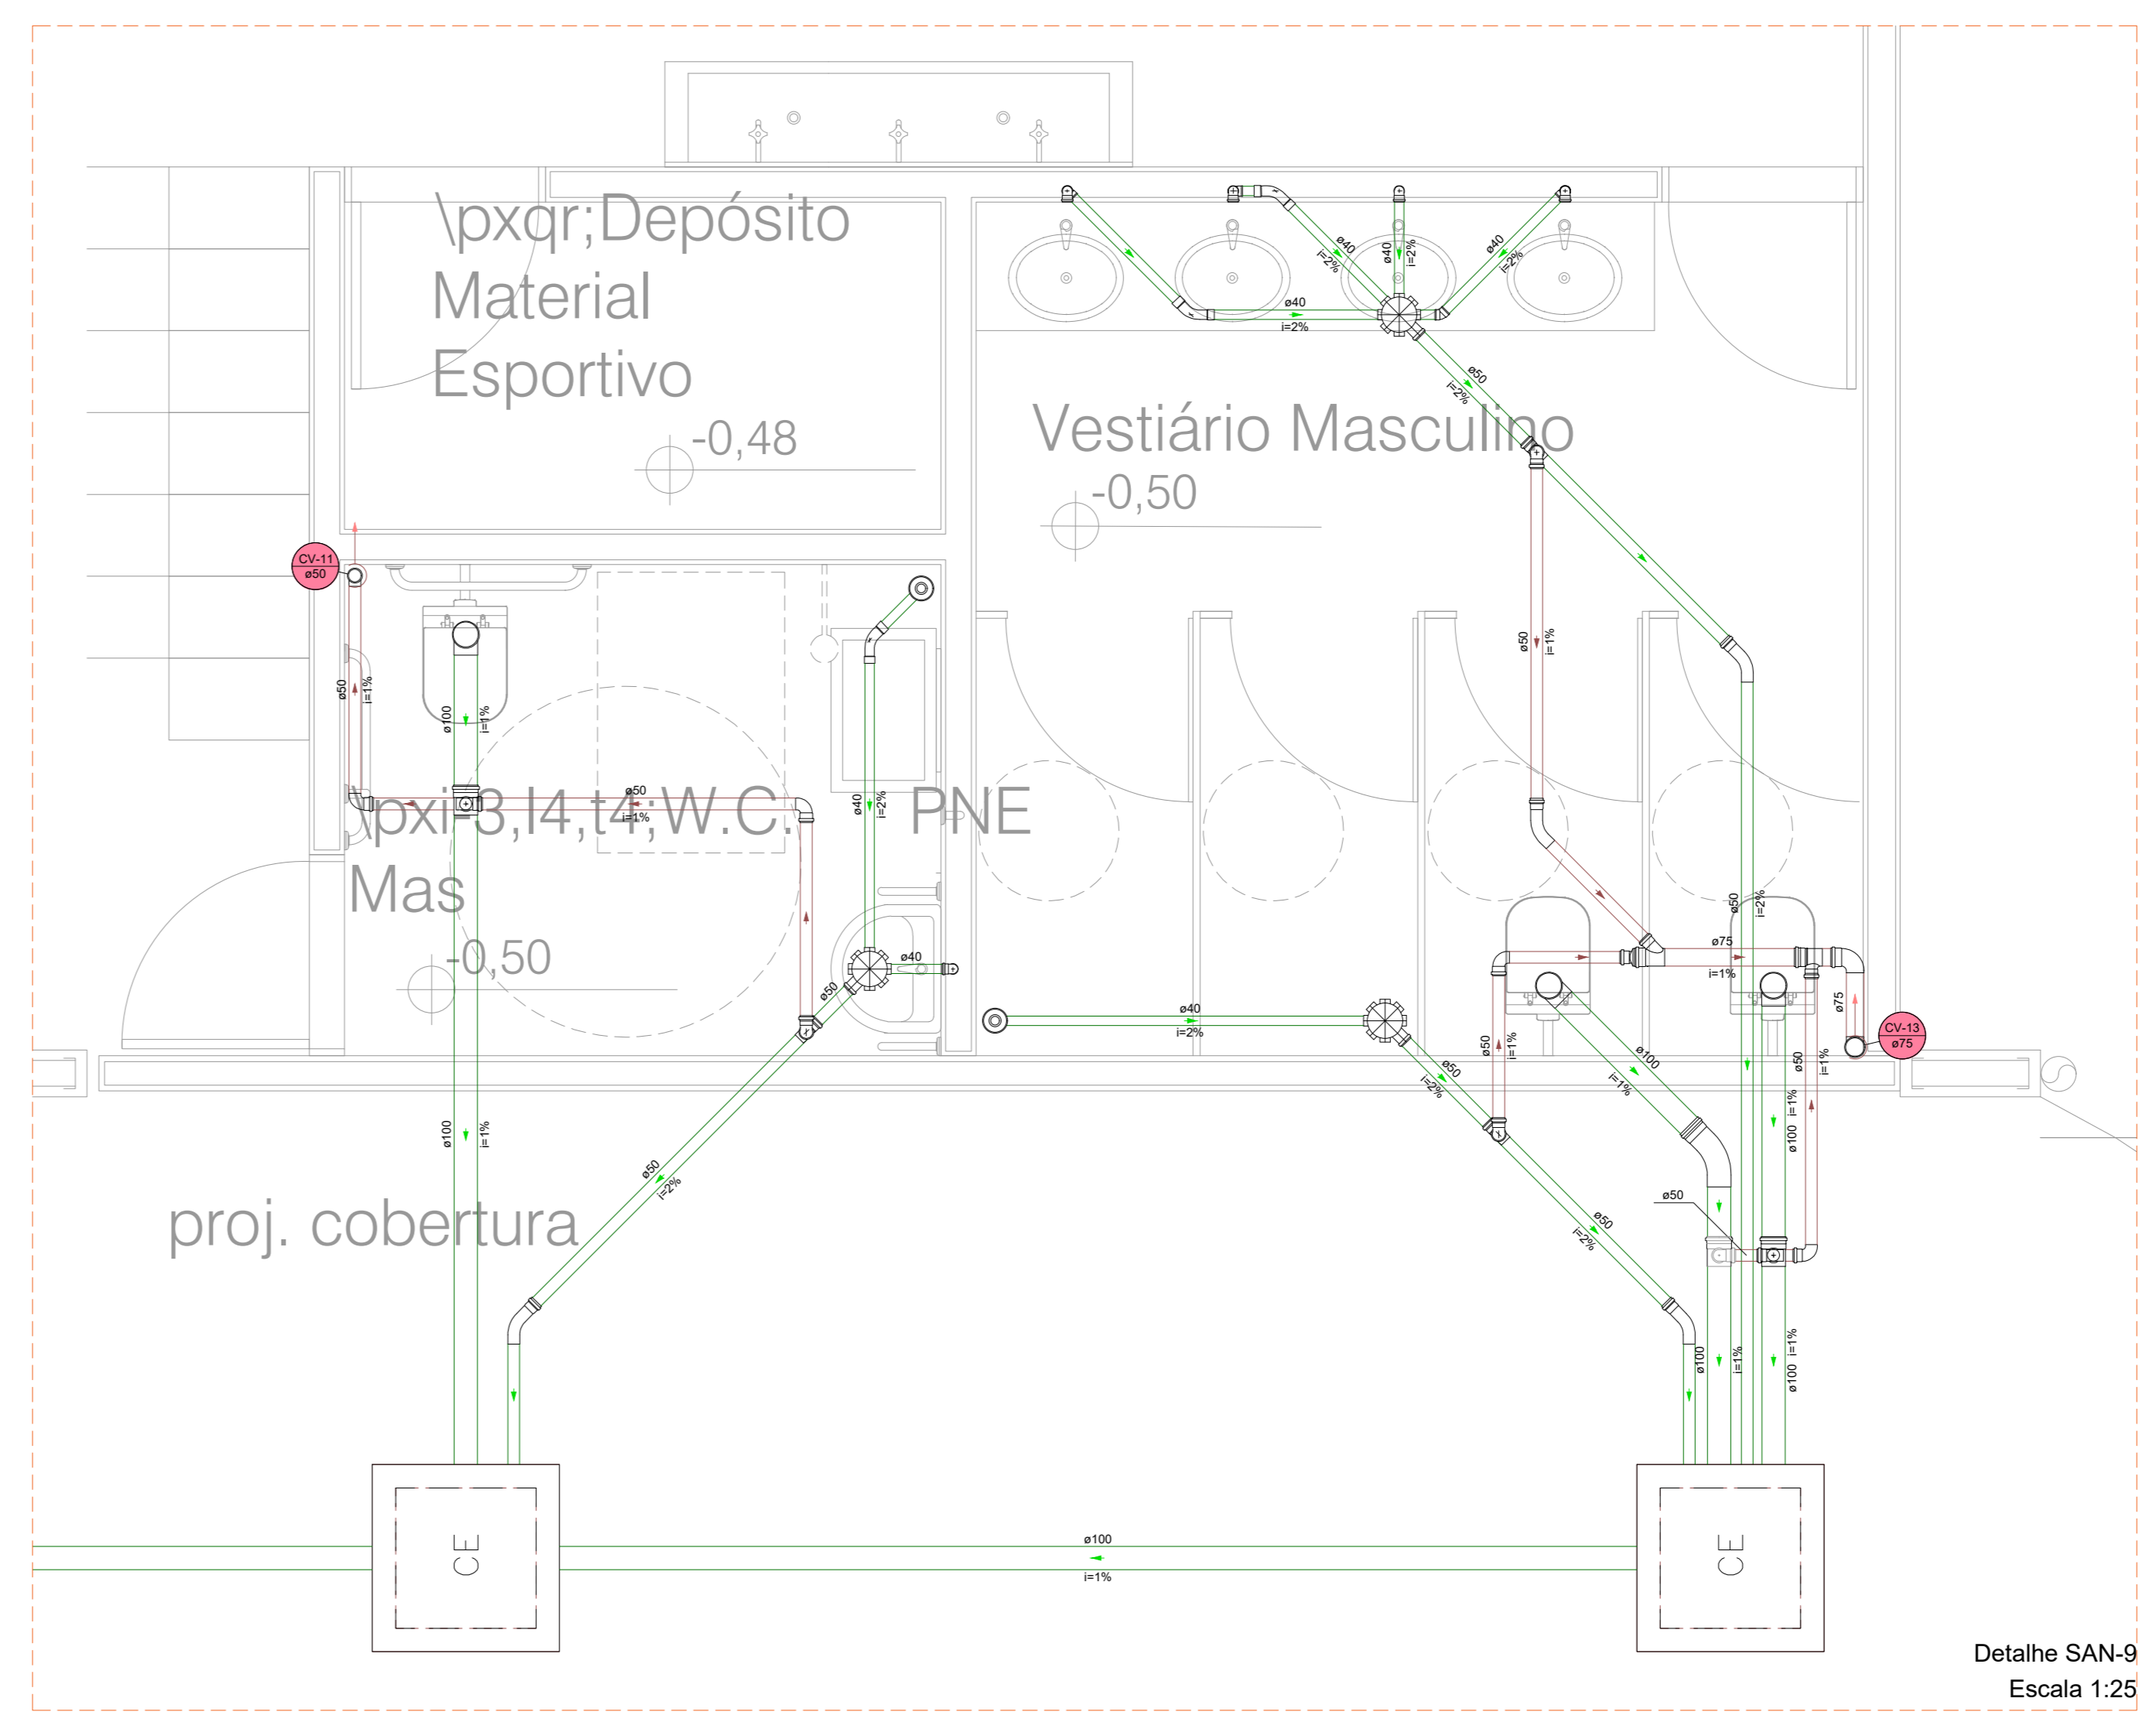 \pxqr;Depósito
Material
Esportivo
-0,48
ø40
i=2%
ø40
i=2%
ø40
i=2%
ø40
i=2%
ø50
i=2%
Vestiário Masculino
-0,50
CV-11
ø50
ø50
i=1%
ø100
i=1%
ø50
i=1%
ø40
i=2%
ø50
i=1%
\pxi-3,l4,t4;W.C. PNE
Mas
-0,50
ø40
ø50
ø40
i=2%
ø50
i=2%
ø75
i=1%
ø75
CV-13
ø75
ø50
i=2%
ø50
i=1%
ø100
i=1%
ø50
i=1%
ø100 i=1%
ø100
i=1%
ø50
i=2%
proj. cobertura
ø50
ø50
i=2%
ø100
i=1%
ø100 i=1%
CE
ø100
i=1%
CE
Detalhe SAN-9
Escala 1:25